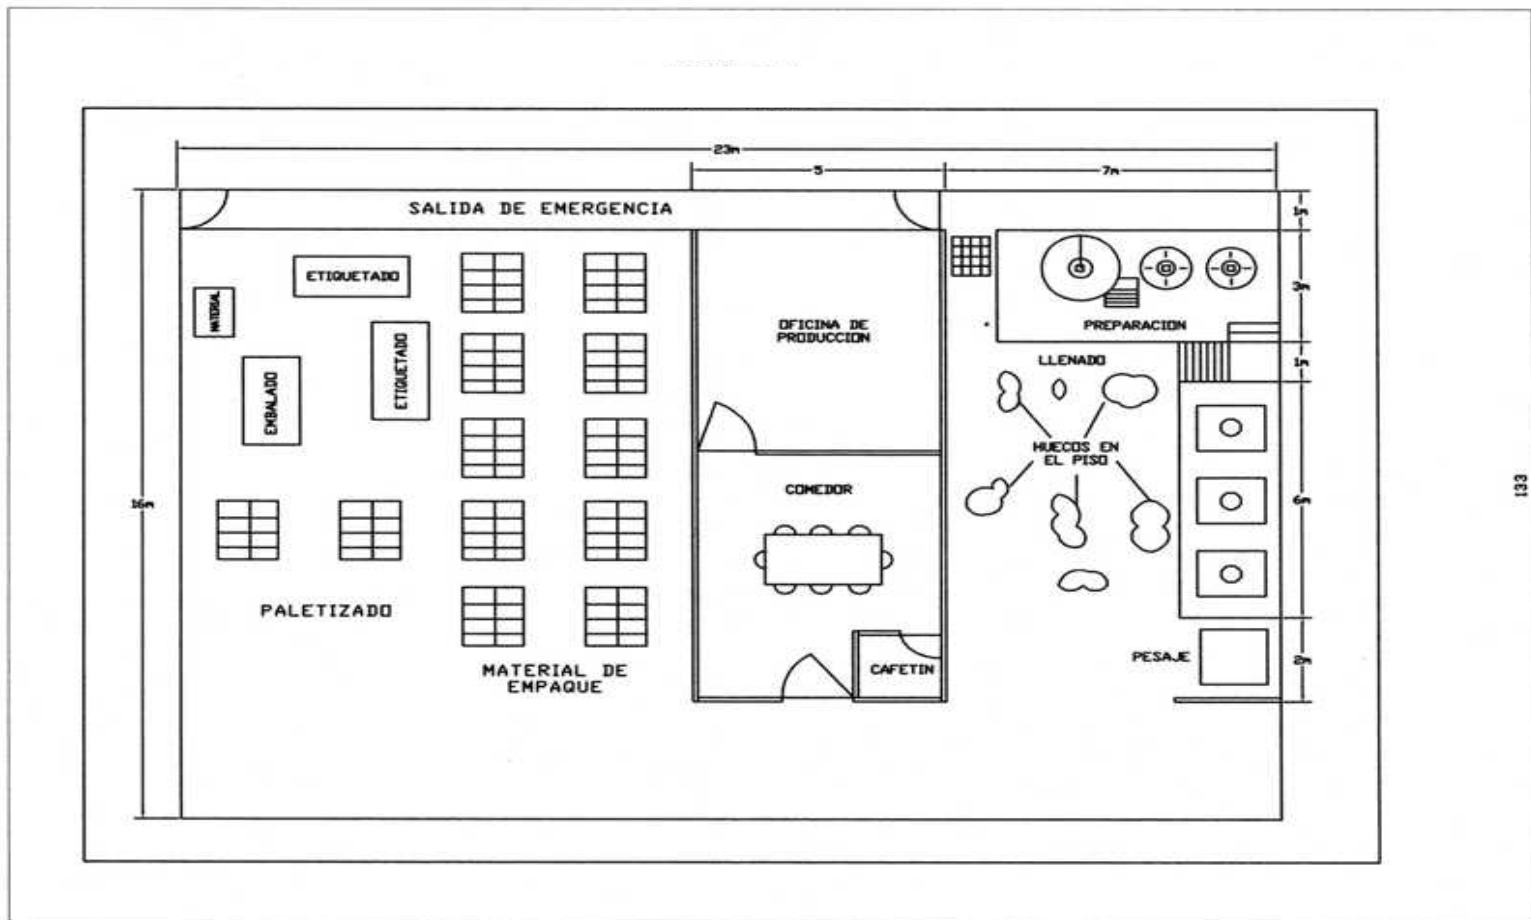 23m
5
7m
SALIDA DE EMERGENCIA
1m
ETIQUETADO
MATERIAL
OFICINA DE
PRODUCCION
PREPARACION
3m
LLENADO
1m
ETIQUETADO
EMBALADO
HUECOS EN
EL PISO
COMEDOR
16m
6m
133
PALETIZADO
MATERIAL DE
EMPAQUE
CAFETIN
PESAJE
2m